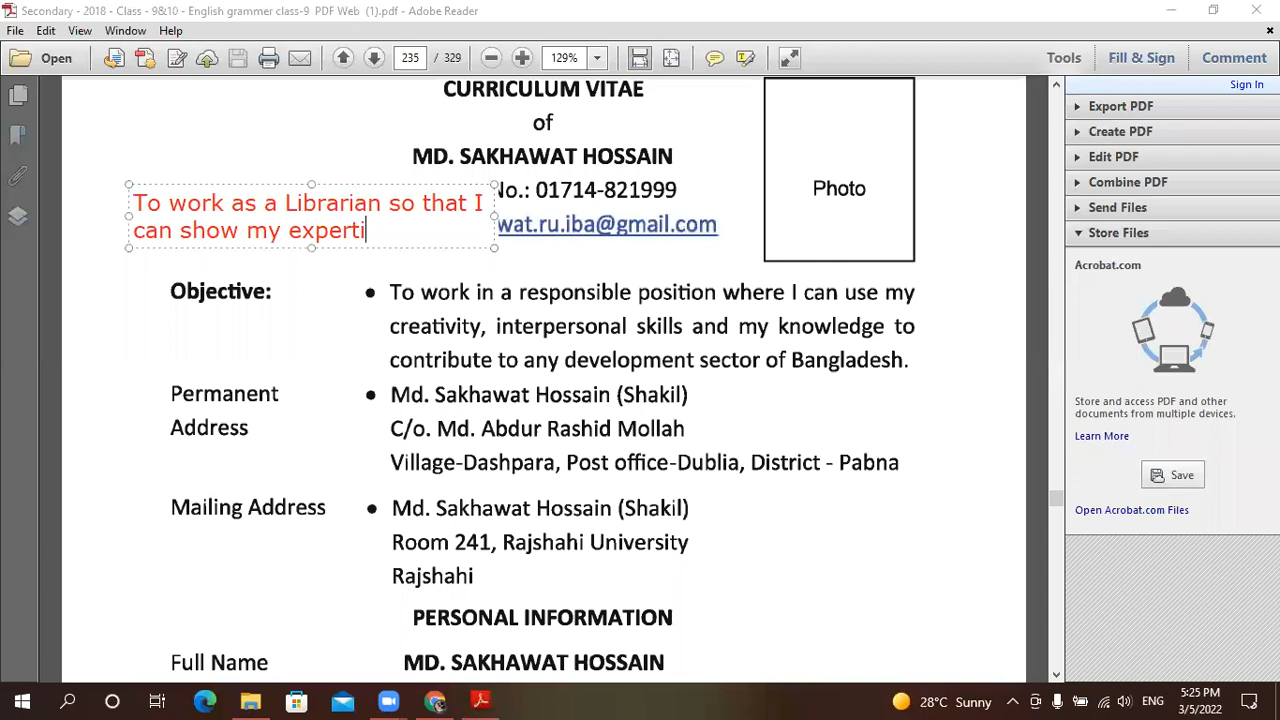 Secondary - 2018 - Class - 9&10 - English grammer class-9 PDF Web (1).pdf - Adobe Reader
File Edit View Window Help
Open 235 / 329 129% Tools Fill & Sign Comment
Sign In
Export PDF
Create PDF
Edit PDF
Combine PDF
Send Files
Store Files
Acrobat.com
Store and access PDF and other
documents from multiple devices.
Learn More
Save
Open Acrobat.com Files
CURRICULUM VITAE
of
MD. SAKHAWAT HOSSAIN
No.: 01714-821999
wat.ru.iba@gmail.com
Photo
To work as a Librarian so that I
can show my experti
Objective: • To work in a responsible position where I can use my
creativity, interpersonal skills and my knowledge to
contribute to any development sector of Bangladesh.
Permanent • Md. Sakhawat Hossain (Shakil)
Address C/o. Md. Abdur Rashid Mollah
Village-Dashpara, Post office-Dublia, District - Pabna
Mailing Address • Md. Sakhawat Hossain (Shakil)
Room 241, Rajshahi University
Rajshahi
PERSONAL INFORMATION
Full Name MD. SAKHAWAT HOSSAIN
28°C Sunny ENG 5:25 PM
3/5/2022